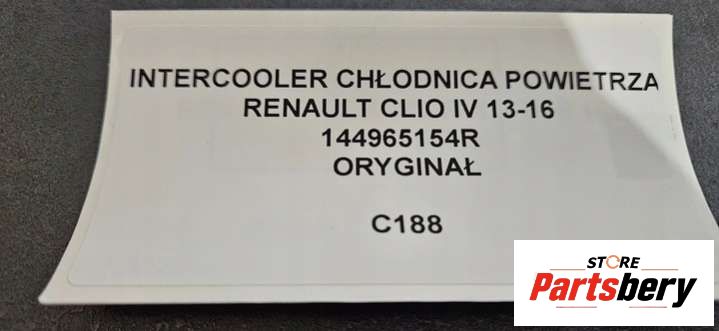 INTERCOOLER CHŁODNICA POWIETRZA
RENAULT CLIO IV 13-16
144965154R
ORYGINAŁ
C188
STORE
Partsbery